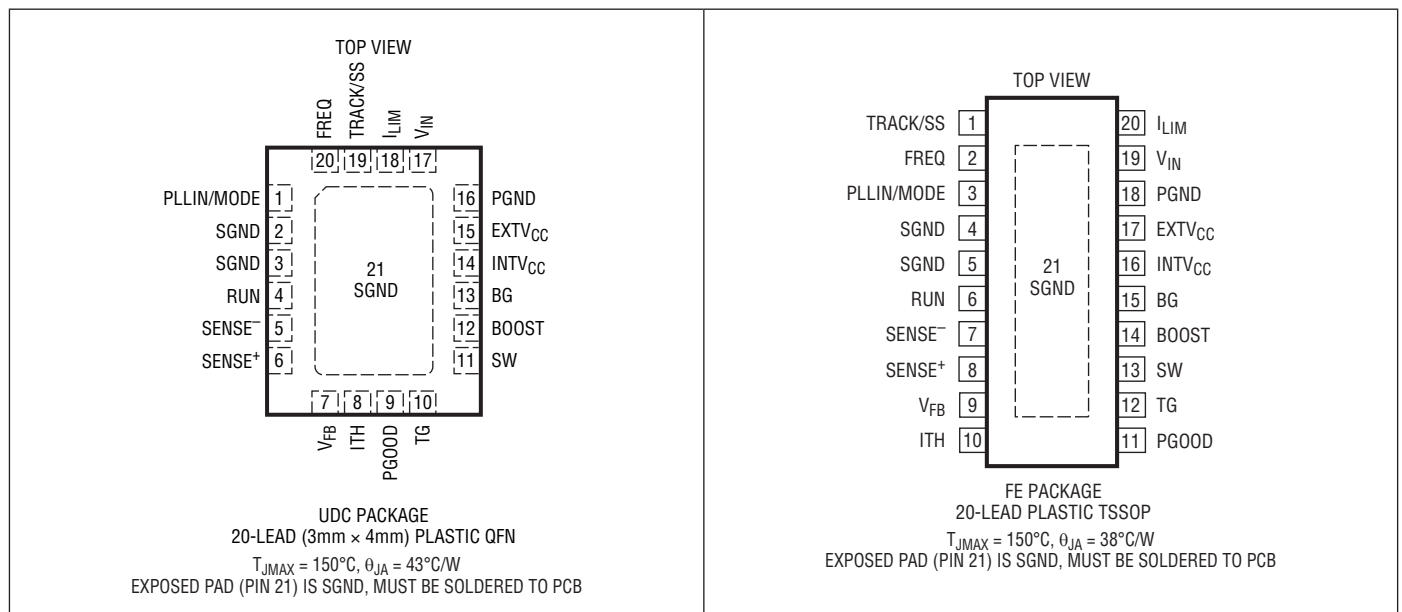 TOP VIEW
FREQ
TRACK/SS
ILIM
VIN
20 19 18 17
PLLIN/MODE 1
SGND 2
SGND 3
RUN 4
SENSE– 5
SENSE+ 6
21
SGND
16 PGND
15 EXTVCC
14 INTVCC
13 BG
12 BOOST
11 SW
7 8 9 10
VFB
ITH
PGOOD
TG
UDC PACKAGE
20-LEAD (3mm × 4mm) PLASTIC QFN
TJMAX = 150°C, θJA = 43°C/W
EXPOSED PAD (PIN 21) IS SGND, MUST BE SOLDERED TO PCB
TOP VIEW
TRACK/SS 1
FREQ 2
PLLIN/MODE 3
SGND 4
SGND 5
RUN 6
SENSE– 7
SENSE+ 8
VFB 9
ITH 10
21
SGND
20 ILIM
19 VIN
18 PGND
17 EXTVCC
16 INTVCC
15 BG
14 BOOST
13 SW
12 TG
11 PGOOD
FE PACKAGE
20-LEAD PLASTIC TSSOP
TJMAX = 150°C, θJA = 38°C/W
EXPOSED PAD (PIN 21) IS SGND, MUST BE SOLDERED TO PCB